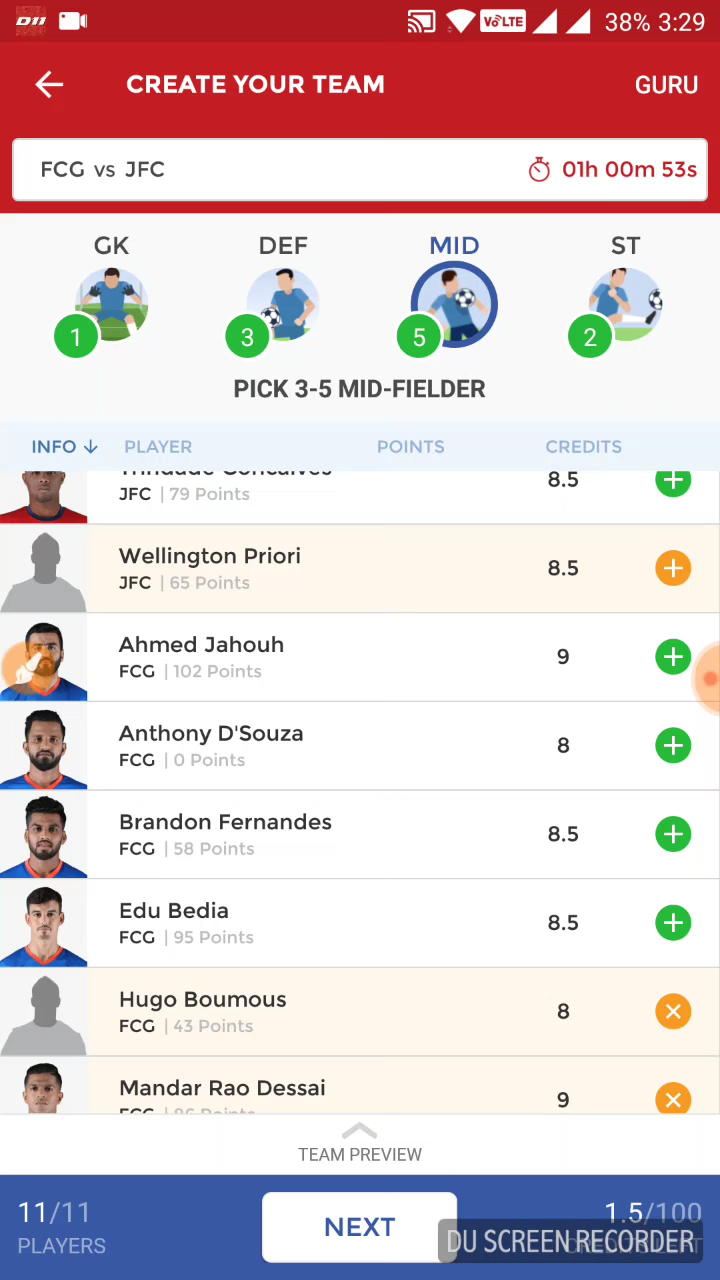 D11 VoLTE 38% 3:29
CREATE YOUR TEAM GURU
FCG vs JFC 01h 00m 53s
GK DEF MID ST
1 3 5 2
PICK 3-5 MID-FIELDER
INFO PLAYER POINTS CREDITS
8.5
JFC | 79 Points
Wellington Priori
8.5
JFC | 65 Points
Ahmed Jahouh
9
FCG | 102 Points
Anthony D'Souza
8
FCG | 0 Points
Brandon Fernandes
8.5
FCG | 58 Points
Edu Bedia
8.5
FCG | 95 Points
Hugo Boumous
8
FCG | 43 Points
Mandar Rao Dessai
9
TEAM PREVIEW
11/11 NEXT 1.5/100
PLAYERS
DU SCREEN RECORDER